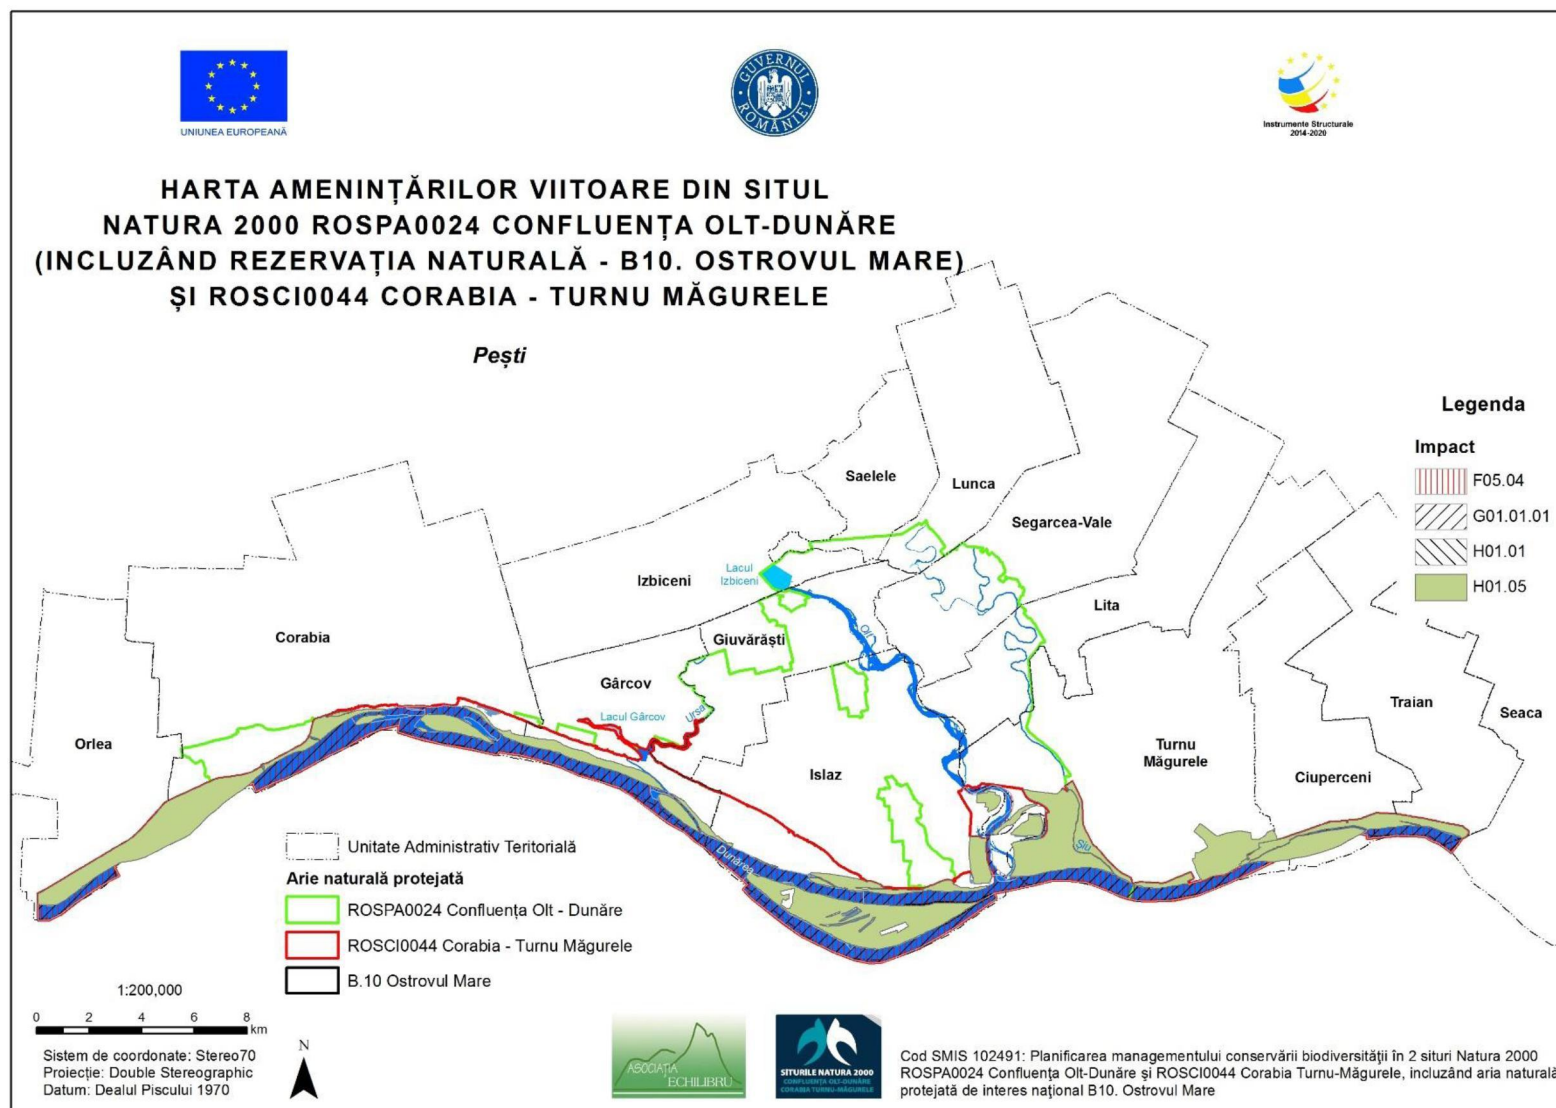 UNIUNEA EUROPEANĂ
GUVERNUL ROMÂNIEI
Instrumente Structurale
2014-2020
HARTA AMENINȚĂRILOR VIITOARE DIN SITUL
NATURA 2000 ROSPA0024 CONFLUENȚA OLT-DUNĂRE
(INCLUZÂND REZERVAȚIA NATURALĂ - B10. OSTROVUL MARE)
ȘI ROSCI0044 CORABIA - TURNU MĂGURELE
Pești
Legenda
Impact
F05.04
G01.01.01
H01.01
H01.05
Saelele
Lunca
Segarcea-Vale
Lacul
Izbiceni
Izbiceni
Lita
Corabia
Giuvărăști
Olt
Gârcov
Lacul Gârcov
Ursa
Orlea
Islaz
Turnu
Măgurele
Traian
Seaca
Ciuperceni
Siu
Dunărea
Unitate Administrativ Teritorială
Arie naturală protejată
ROSPA0024 Confluența Olt - Dunăre
ROSCI0044 Corabia - Turnu Măgurele
B.10 Ostrovul Mare
1:200,000
0 2 4 6 8
km
Sistem de coordonate: Stereo70
Proiecție: Double Stereographic
Datum: Dealul Piscului 1970
N
ASOCIAȚIA
ECHILIBRU
SITURILE NATURA 2000
CONFLUENȚA OLT-DUNĂRE
CORABIA TURNU-MĂGURELE
Cod SMIS 102491: Planificarea managementului conservării biodiversităţii în 2 situri Natura 2000
ROSPA0024 Confluenţa Olt-Dunăre şi ROSCI0044 Corabia Turnu-Măgurele, incluzând aria naturală
protejată de interes naţional B10. Ostrovul Mare